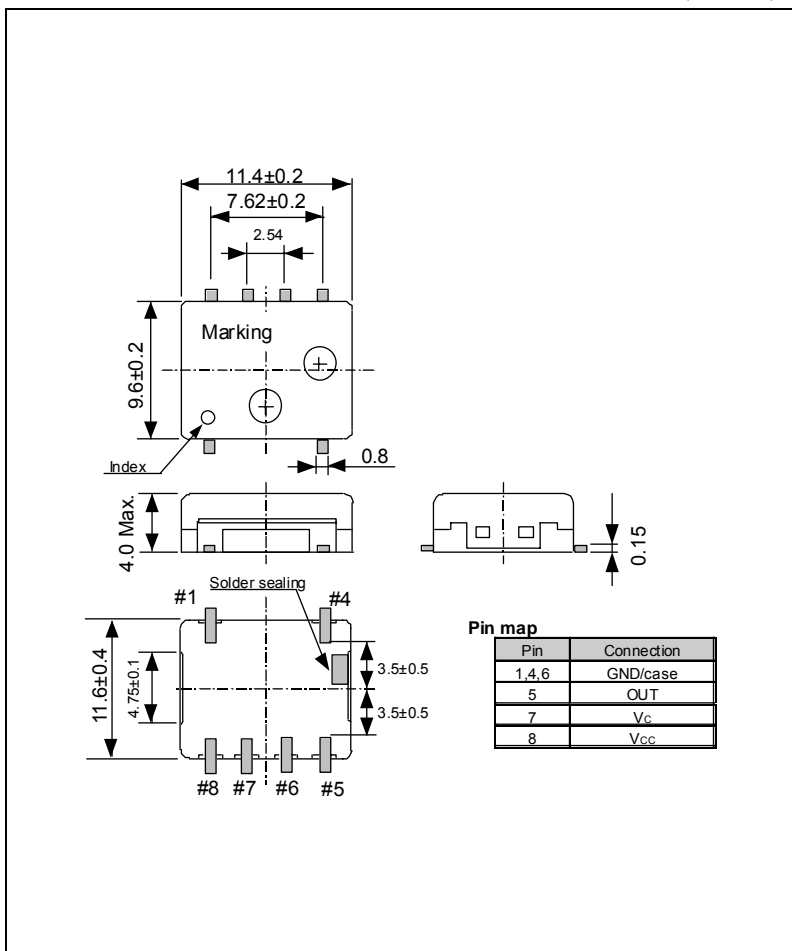 11.4±0.2
7.62±0.2
2.54
Marking
9.6±0.2
Index
0.8
4.0 Max.
0.15
Solder sealing
#1
#4
11.6±0.4
4.75±0.1
3.5±0.5
3.5±0.5
#8 #7 #6 #5
Pin map
Pin Connection
1,4,6 GND/case
5 OUT
7 Vc
8 Vcc